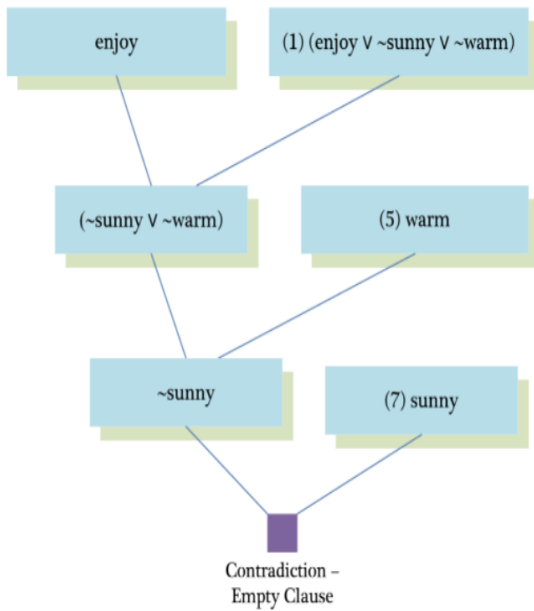 enjoy
(1) (enjoy ∨ ~sunny ∨ ~warm)
(~sunny ∨ ~warm)
(5) warm
~sunny
(7) sunny
Contradiction –
Empty Clause